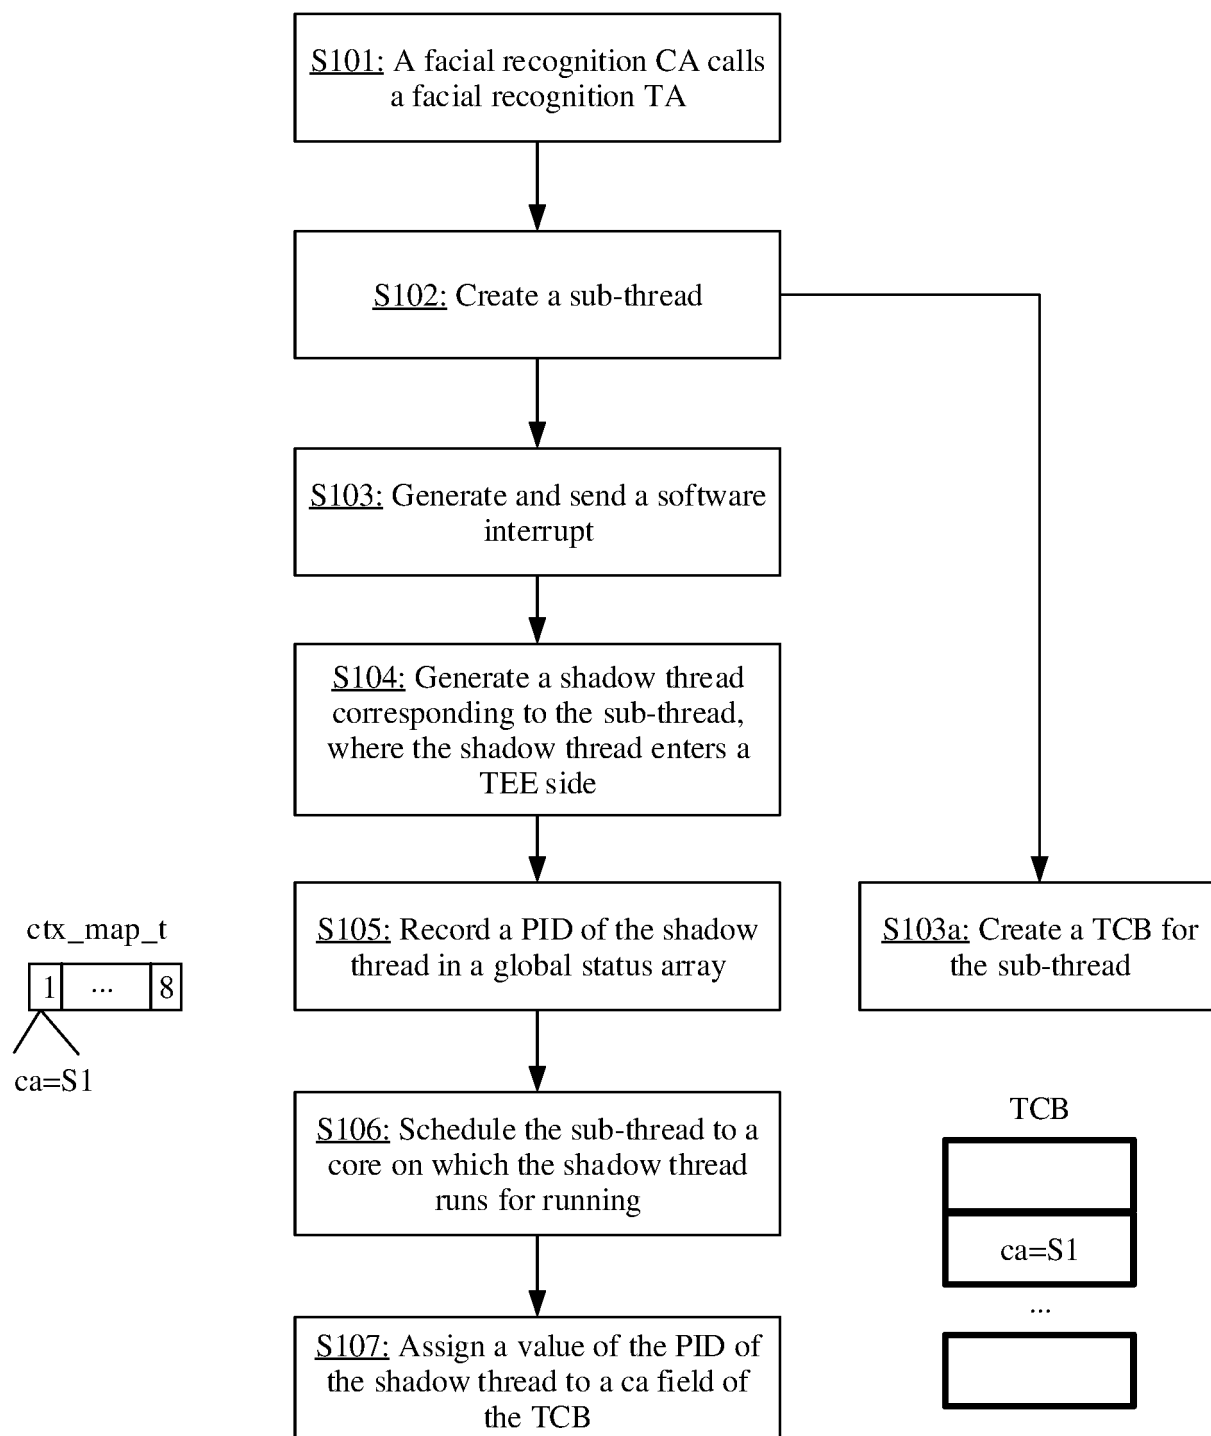 S101: A facial recognition CA calls
a facial recognition TA
S102: Create a sub-thread
S103: Generate and send a software
interrupt
S104: Generate a shadow thread
corresponding to the sub-thread,
where the shadow thread enters a
TEE side
ctx_map_t
1 ... 8
ca=S1
S105: Record a PID of the shadow
thread in a global status array
S103a: Create a TCB for
the sub-thread
S106: Schedule the sub-thread to a
core on which the shadow thread
runs for running
TCB
ca=S1
...
S107: Assign a value of the PID of
the shadow thread to a ca field of
the TCB